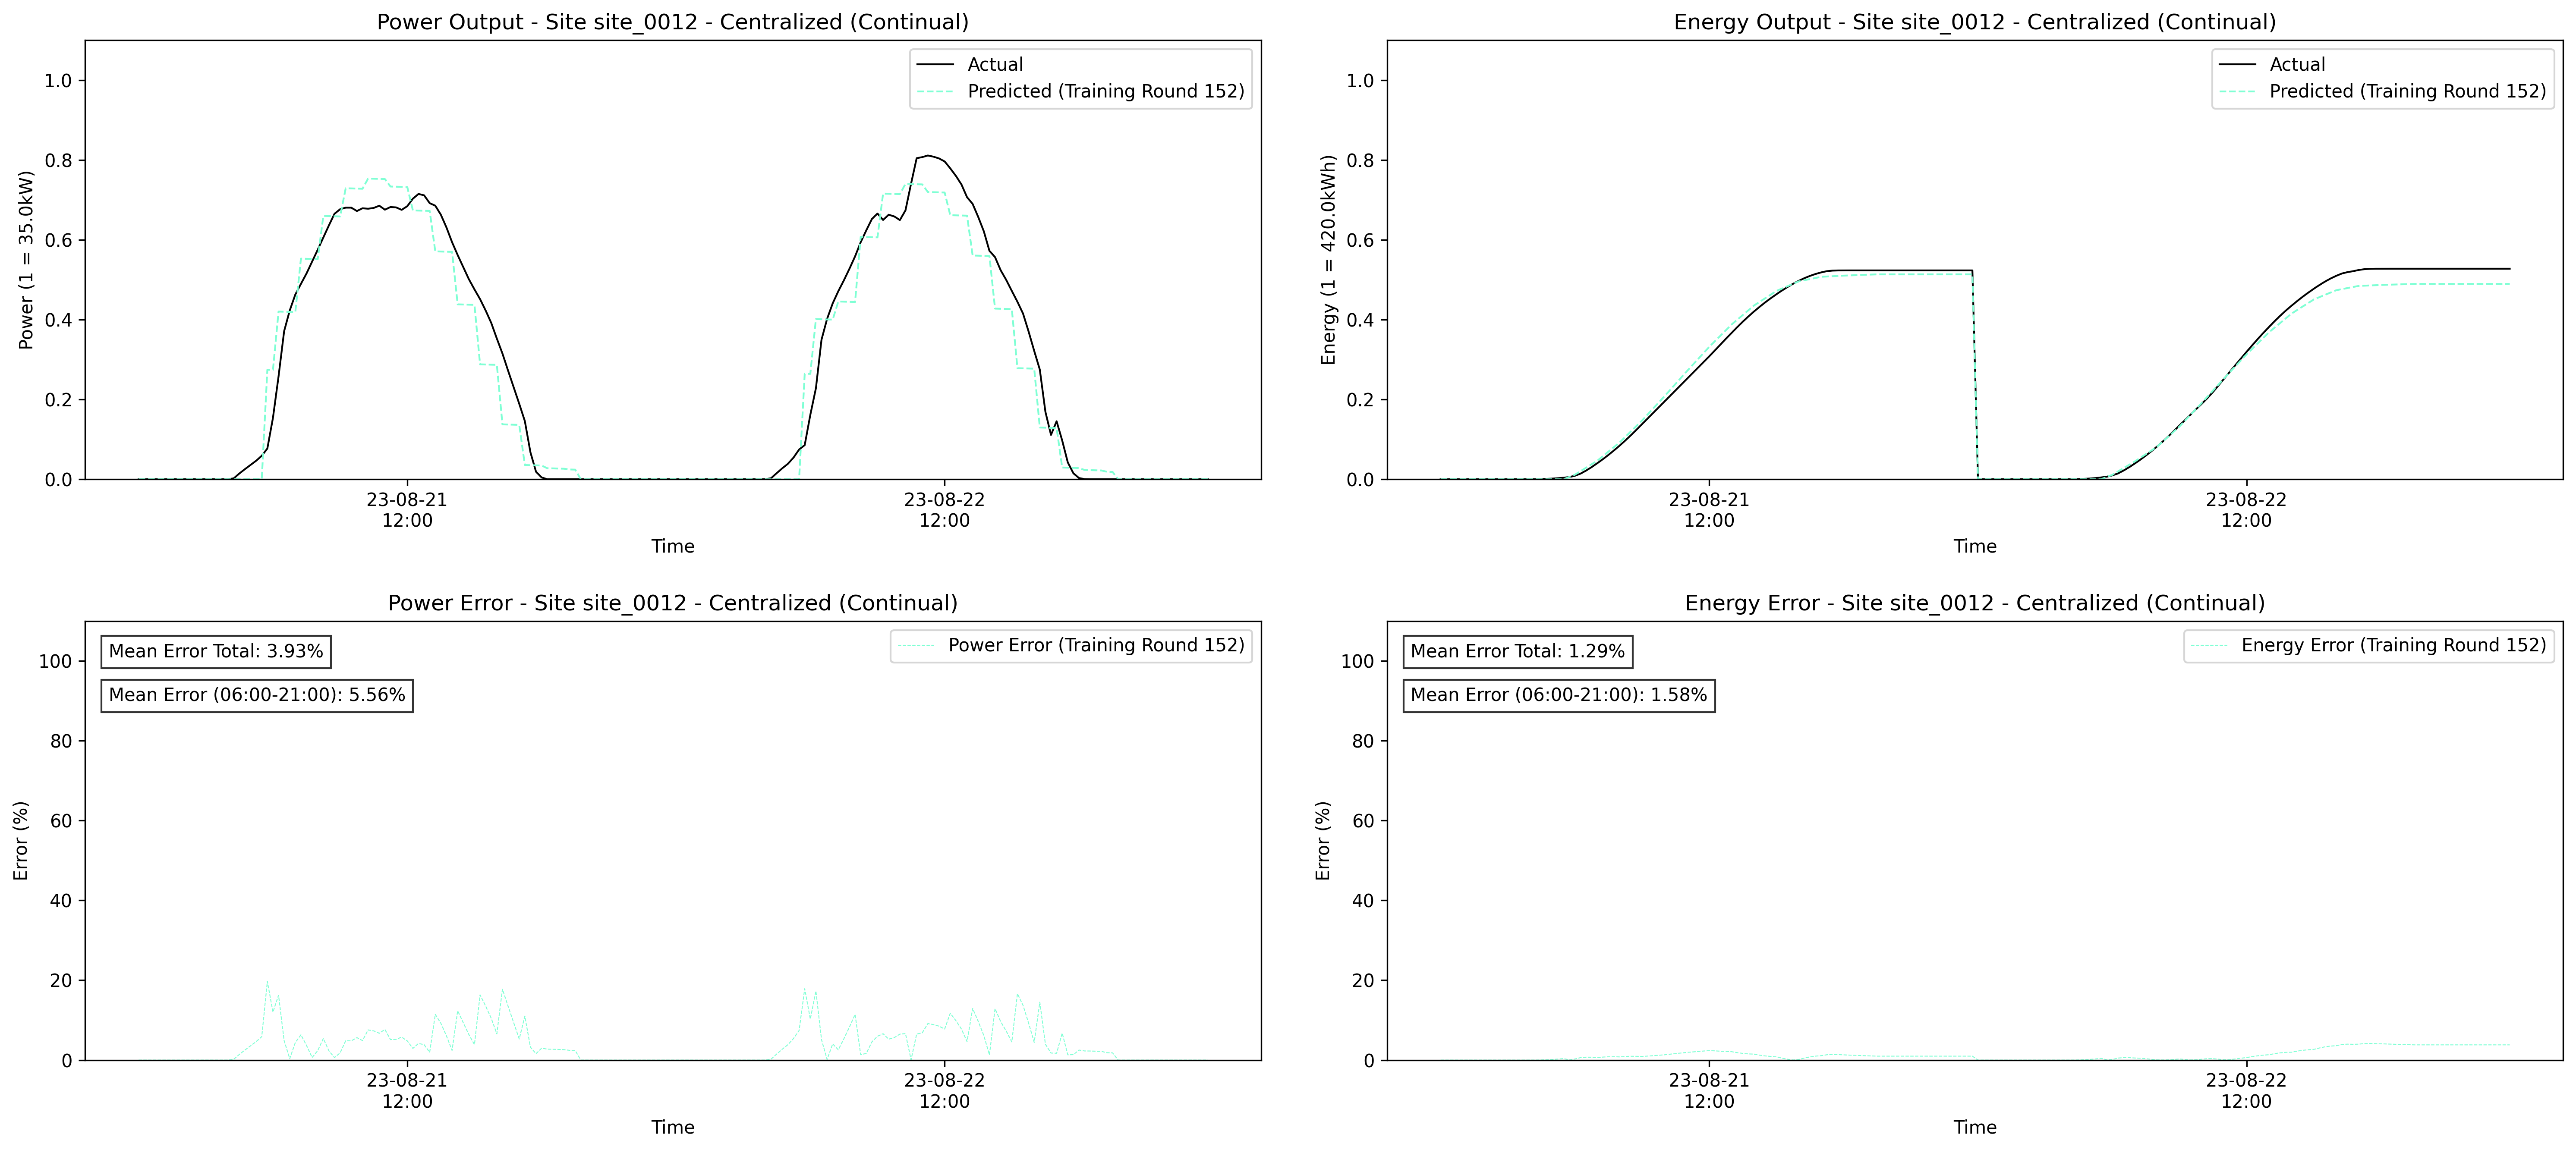 Power Output - Site site_0012 - Centralized (Continual)
Actual
Predicted (Training Round 152)
Power (1 = 35.0kW)
1.0
0.8
0.6
0.4
0.2
0.0
23-08-21
12:00
23-08-22
12:00
Time
Energy Output - Site site_0012 - Centralized (Continual)
Actual
Predicted (Training Round 152)
Energy (1 = 420.0kWh)
1.0
0.8
0.6
0.4
0.2
0.0
23-08-21
12:00
23-08-22
12:00
Time
Power Error - Site site_0012 - Centralized (Continual)
Mean Error Total: 3.93%
Mean Error (06:00-21:00): 5.56%
Power Error (Training Round 152)
Error (%)
100
80
60
40
20
0
23-08-21
12:00
23-08-22
12:00
Time
Energy Error - Site site_0012 - Centralized (Continual)
Mean Error Total: 1.29%
Mean Error (06:00-21:00): 1.58%
Energy Error (Training Round 152)
Error (%)
100
80
60
40
20
0
23-08-21
12:00
23-08-22
12:00
Time